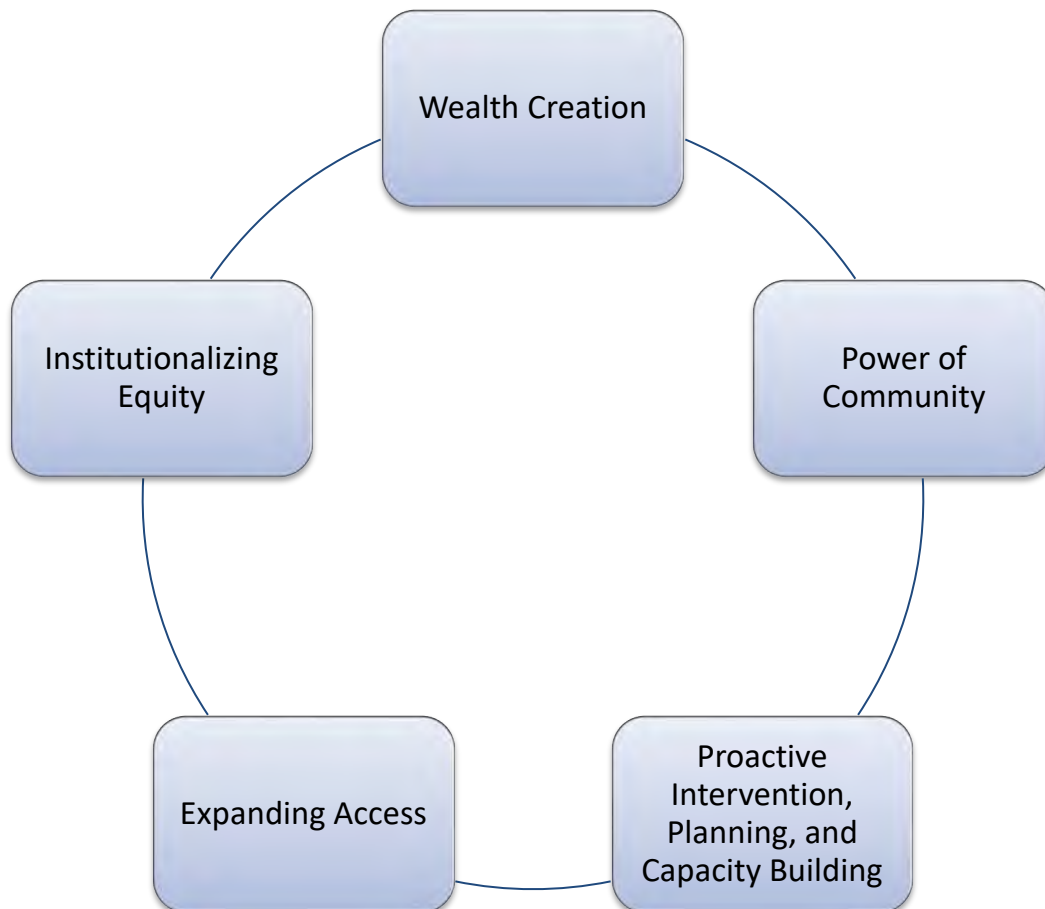 Wealth Creation
Institutionalizing
Equity
Power of
Community
Expanding Access
Proactive
Intervention,
Planning, and
Capacity Building